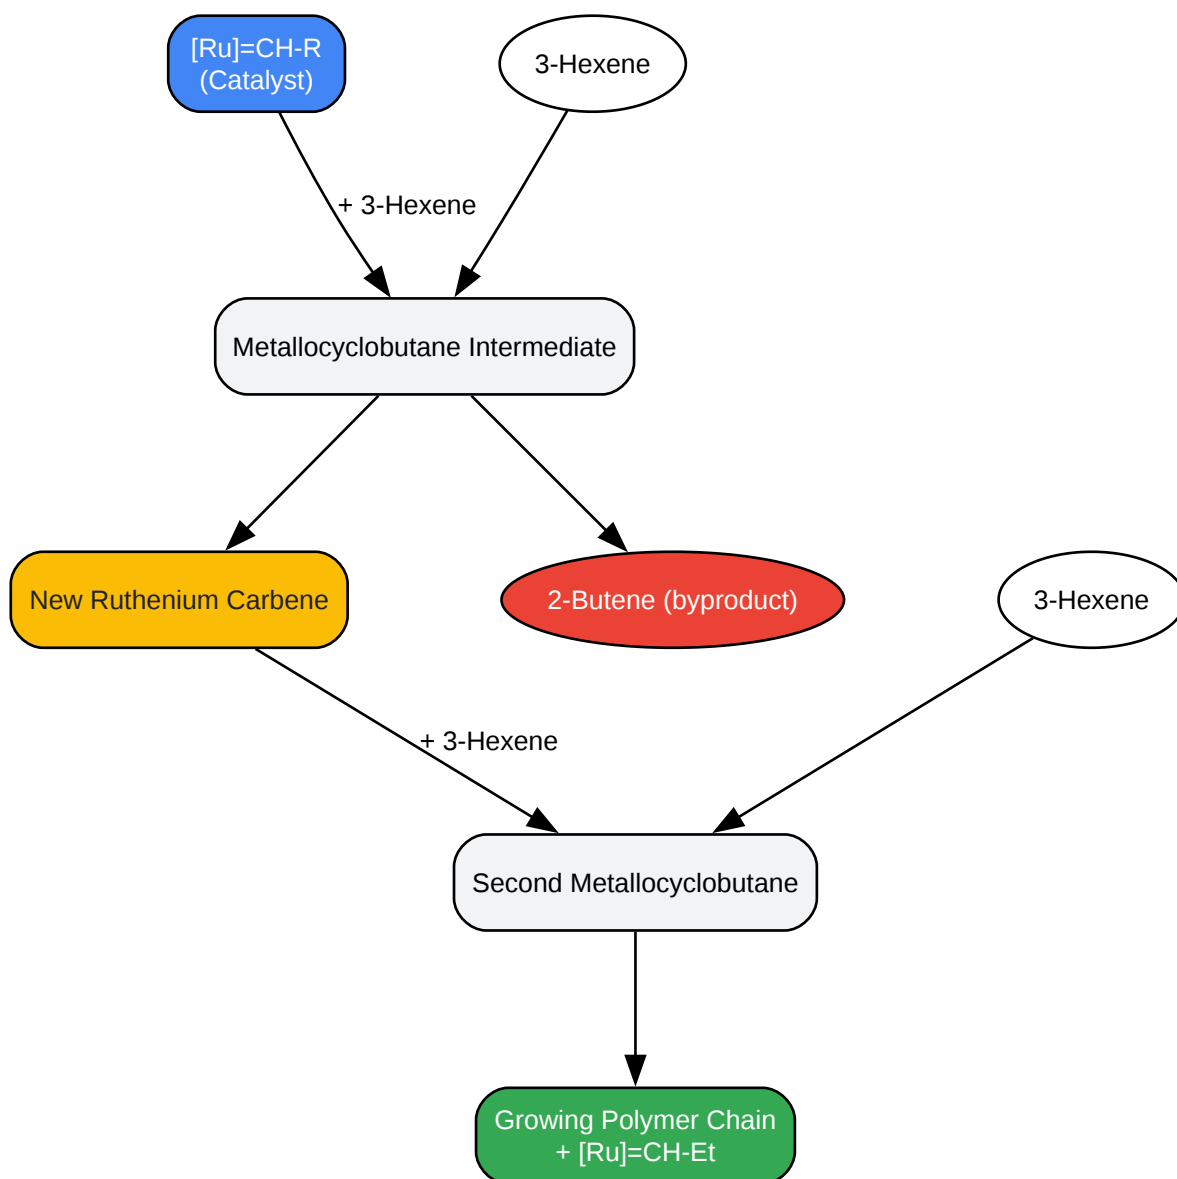 [Ru]=CH-R
(Catalyst)
3-Hexene
+ 3-Hexene
Metallocyclobutane Intermediate
New Ruthenium Carbene
2-Butene (byproduct)
3-Hexene
+ 3-Hexene
Second Metallocyclobutane
Growing Polymer Chain
+ [Ru]=CH-Et